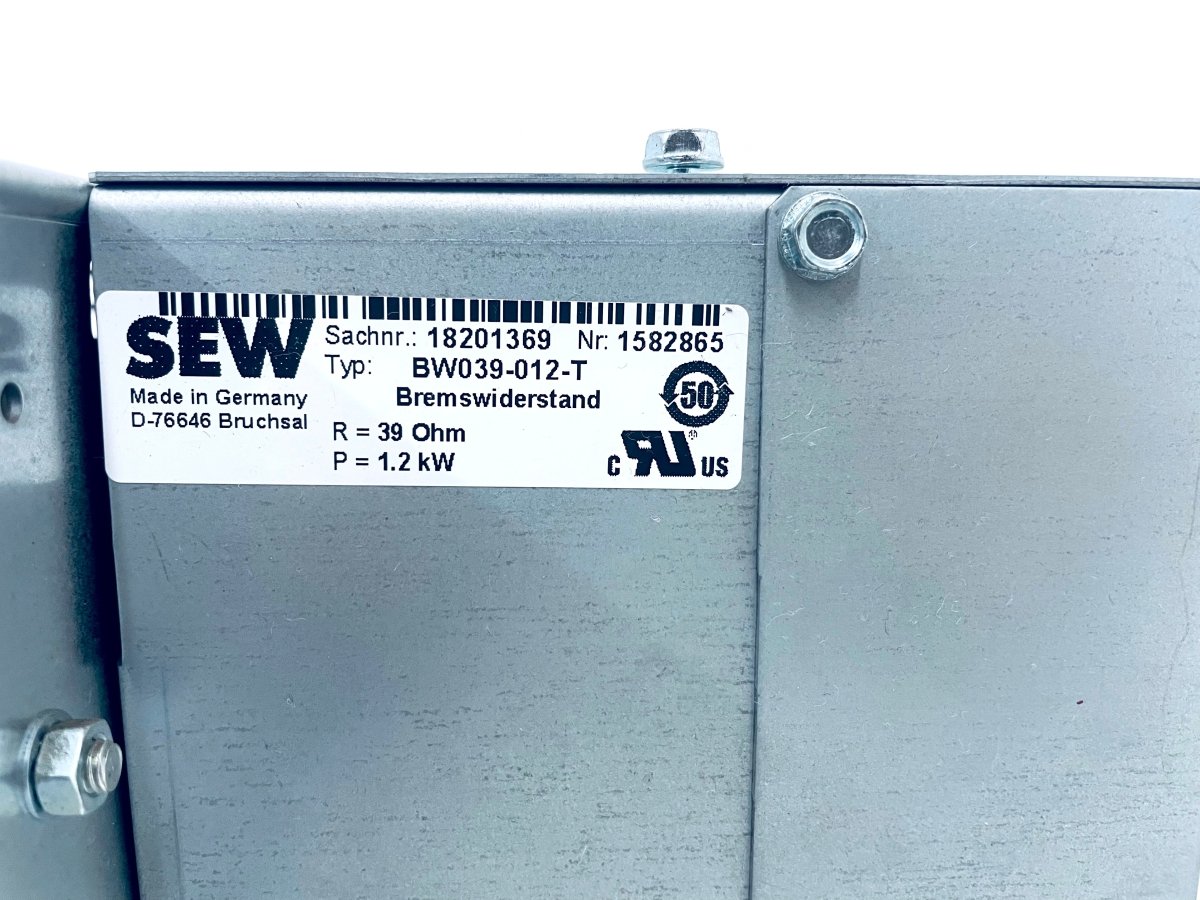 SEW
Made in Germany
D-76646 Bruchsal
Sachnr.: 18201369 Nr: 1582865
Typ: BW039-012-T
Bremswiderstand
R = 39 Ohm
P = 1.2 kW
50
C RU ® US